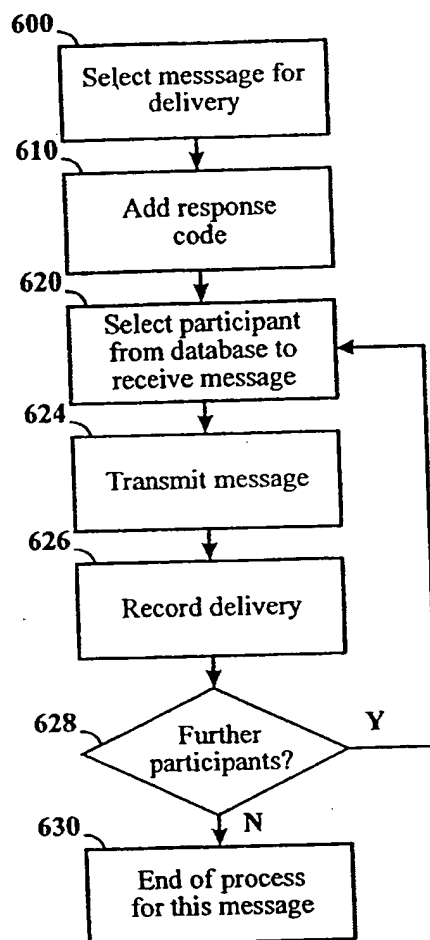 600
Select messsage for
delivery
610
Add response
code
620
Select participant
from database to
receive message
624
Transmit message
626
Record delivery
628
Further
participants?
Y
N
630
End of process
for this message